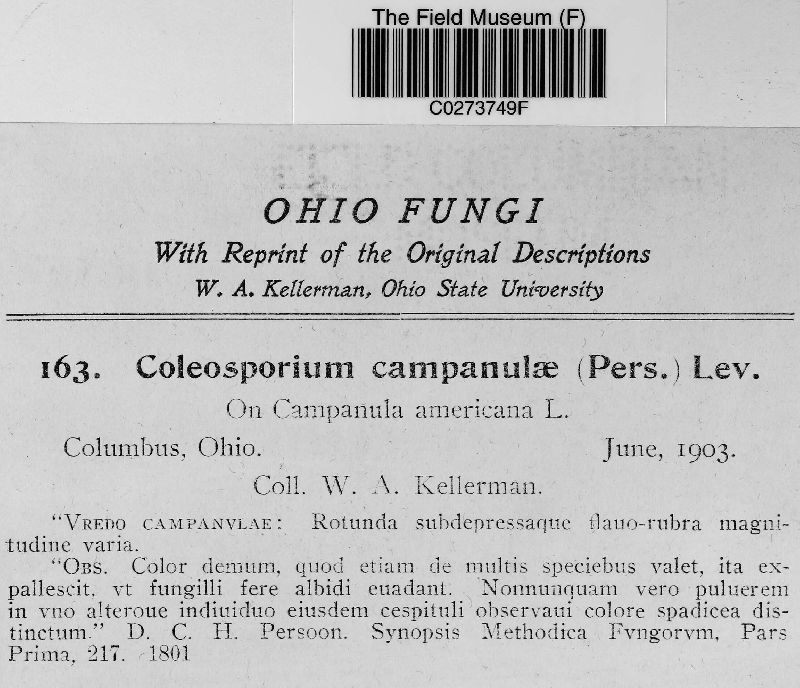 The Field Museum (F)
C0273749F
OHIO FUNGI
With Reprint of the Original Descriptions
W. A. Kellerman, Ohio State University
163. Coleosporium campanulæ (Pers.) Lev.
On Campanula americana L.
Columbus, Ohio. June, 1903.
Coll. W. A. Kellerman.
"VREDO CAMPANVLAE: Rotunda subdepressaque flauo-rubra magni-
tudine varia.
"OBS. Color demum, quod etiam de multis speciebus valet, ita ex-
pallescit, vt fungilli fere albidi euadant. Nonnunquam vero puluerem
in vno alteroue indiuiduo eiusdem cespituli observaui colore spadicea dis-
tinctum." D. C. H. Persoon. Synopsis Methodica Fvngorvm, Pars
Prima, 217. 1801